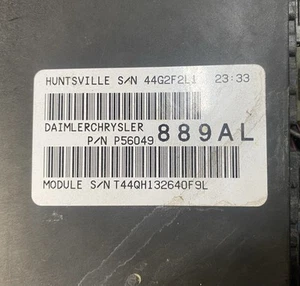 HUNTSVILLE S/N 44G2F2L1 23:33
DAIMLERCHRYSLER
P/N P56049 889AL
MODULE S/N T44QH132640F9L